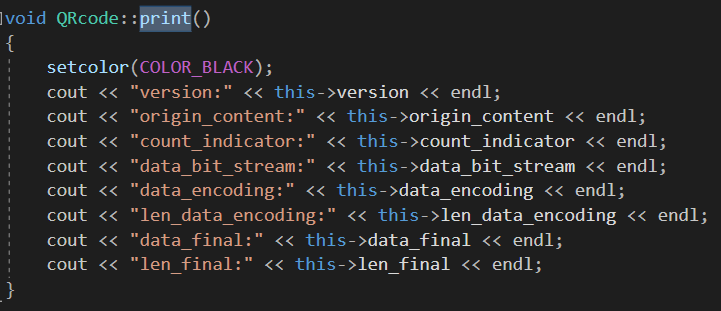 void QRcode::print()
{
    setcolor(COLOR_BLACK);
    cout << "version:" << this->version << endl;
    cout << "origin_content:" << this->origin_content << endl;
    cout << "count_indicator:" << this->count_indicator << endl;
    cout << "data_bit_stream:" << this->data_bit_stream << endl;
    cout << "data_encoding:" << this->data_encoding << endl;
    cout << "len_data_encoding:" << this->len_data_encoding << endl;
    cout << "data_final:" << this->data_final << endl;
    cout << "len_final:" << this->len_final << endl;
}